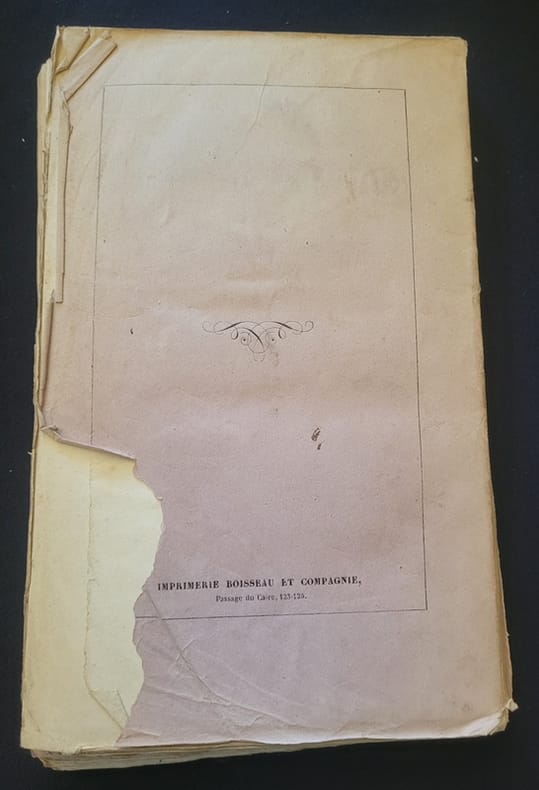 IMPRIMERIE BOISSEAU ET COMPAGNIE,
Passage du Caire, 123-125.